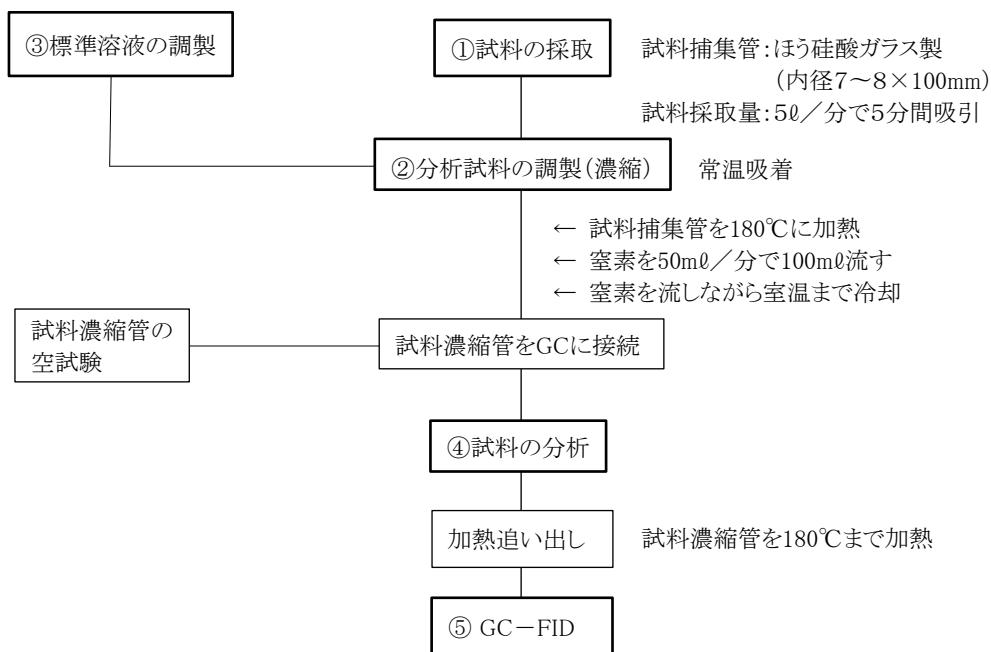 ③標準溶液の調製
①試料の採取
試料捕集管：ほう硅酸ガラス製
（内径７～８×100mm）
試料採取量：５ℓ／分で５分間吸引
②分析試料の調製（濃縮）
常温吸着
← 試料捕集管を180℃に加熱
← 窒素を50mℓ／分で100mℓ流す
← 窒素を流しながら室温まで冷却
試料濃縮管の
空試験
試料濃縮管をGCに接続
④試料の分析
加熱追い出し
試料濃縮管を180℃まで加熱
⑤ GC－FID